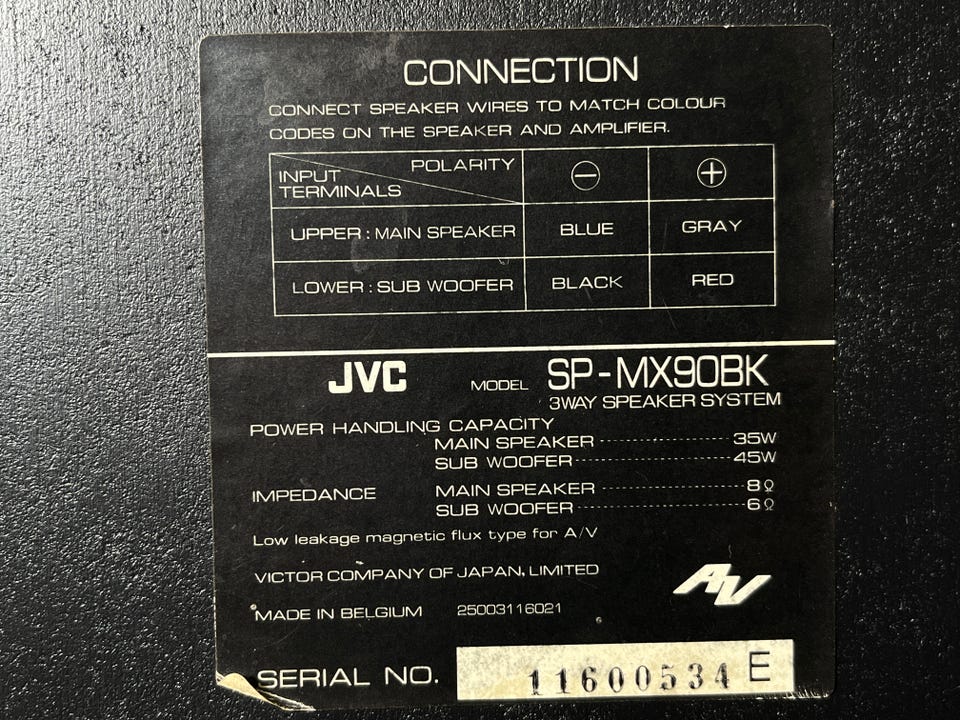 CONNECTION
CONNECT SPEAKER WIRES TO MATCH COLOUR
CODES ON THE SPEAKER AND AMPLIFIER.
POLARITY ⊖ ⊕
INPUT
TERMINALS
UPPER : MAIN SPEAKER BLUE GRAY
LOWER : SUB WOOFER BLACK RED
JVC MODEL SP-MX90BK
3WAY SPEAKER SYSTEM
POWER HANDLING CAPACITY
MAIN SPEAKER 35W
SUB WOOFER 45W
IMPEDANCE MAIN SPEAKER 8Ω
SUB WOOFER 6Ω
Low leakage magnetic flux type for A/V
VICTOR COMPANY OF JAPAN, LIMITED
AV
MADE IN BELGIUM 25003116021
SERIAL NO. 11600534 E